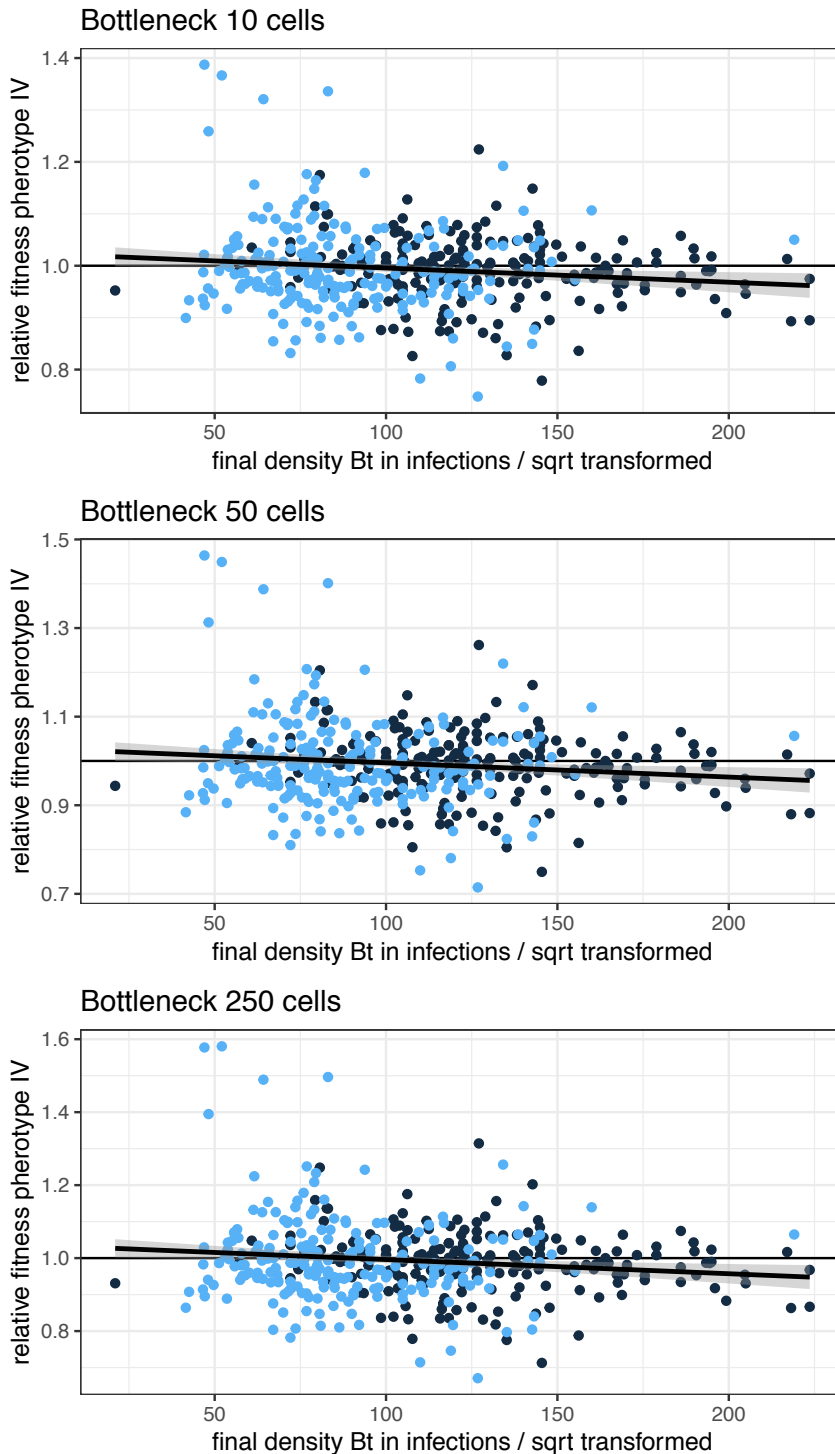 Bottleneck 10 cells
relative fitness pherotype IV
1.4
1.2
1.0
0.8
50 100 150 200
final density Bt in infections / sqrt transformed
Bottleneck 50 cells
relative fitness pherotype IV
1.5
1.3
1.1
0.9
0.7
50 100 150 200
final density Bt in infections / sqrt transformed
Bottleneck 250 cells
relative fitness pherotype IV
1.6
1.4
1.2
1.0
0.8
50 100 150 200
final density Bt in infections / sqrt transformed